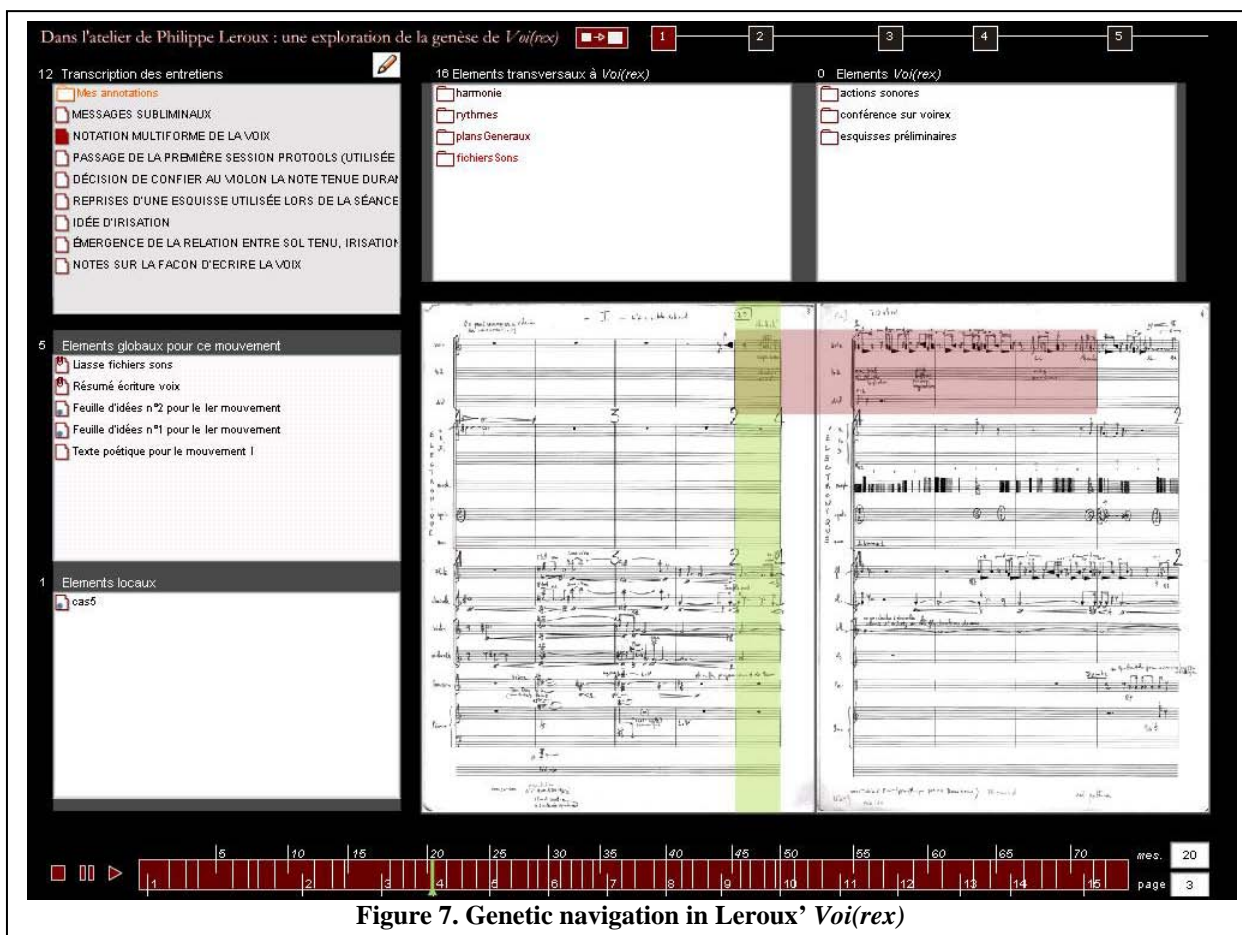 Dans l'atelier de Philippe Leroux : une exploration de la genèse de Voi(rex)
1 2 3 4 5
12 Transcription des entretiens
Mes annotations
MESSAGES SUBLIMINAUX
NOTATION MULTIFORME DE LA VOIX
PASSAGE DE LA PREMIÈRE SESSION PROTOOLS (UTILISÉE
DÉCISION DE CONFIER AU VIOLON LA NOTE TENUE DURAN
REPRISES D'UNE ESQUISSE UTILISÉE LORS DE LA SÉANCE
IDÉE D'IRISATION
ÉMERGENCE DE LA RELATION ENTRE SOL TENU, IRISATION
NOTES SUR LA FACON D'ECRIRE LA VOIX
16 Elements transversaux à Voi(rex)
harmonie
rythmes
plans Generaux
fichiers Sons
0 Elements Voi(rex)
actions sonores
conférence sur voirex
esquisses préliminaires
5 Elements globaux pour ce mouvement
Liasse fichiers sons
Résumé écriture voix
Feuille d'idées n°2 pour le Ier mouvement
Feuille d'idées n°1 pour le Ier mouvement
Texte poétique pour le mouvement I
1 Elements locaux
cas5
5 10 15 20 25 30 35 40 45 50 55 60 65 70 mes. 20
1 2 3 4 5 6 7 8 9 10 11 12 13 14 15 page 3
Figure 7. Genetic navigation in Leroux' Voi(rex)